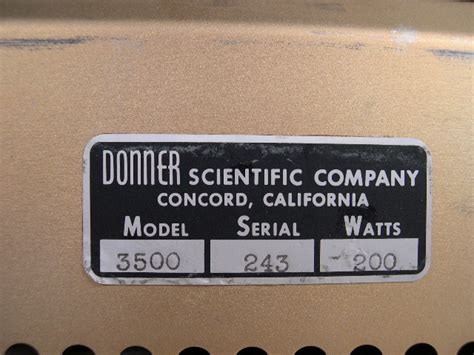 DONNER SCIENTIFIC COMPANY
CONCORD, CALIFORNIA
MODEL SERIAL WATTS
3500 243 200